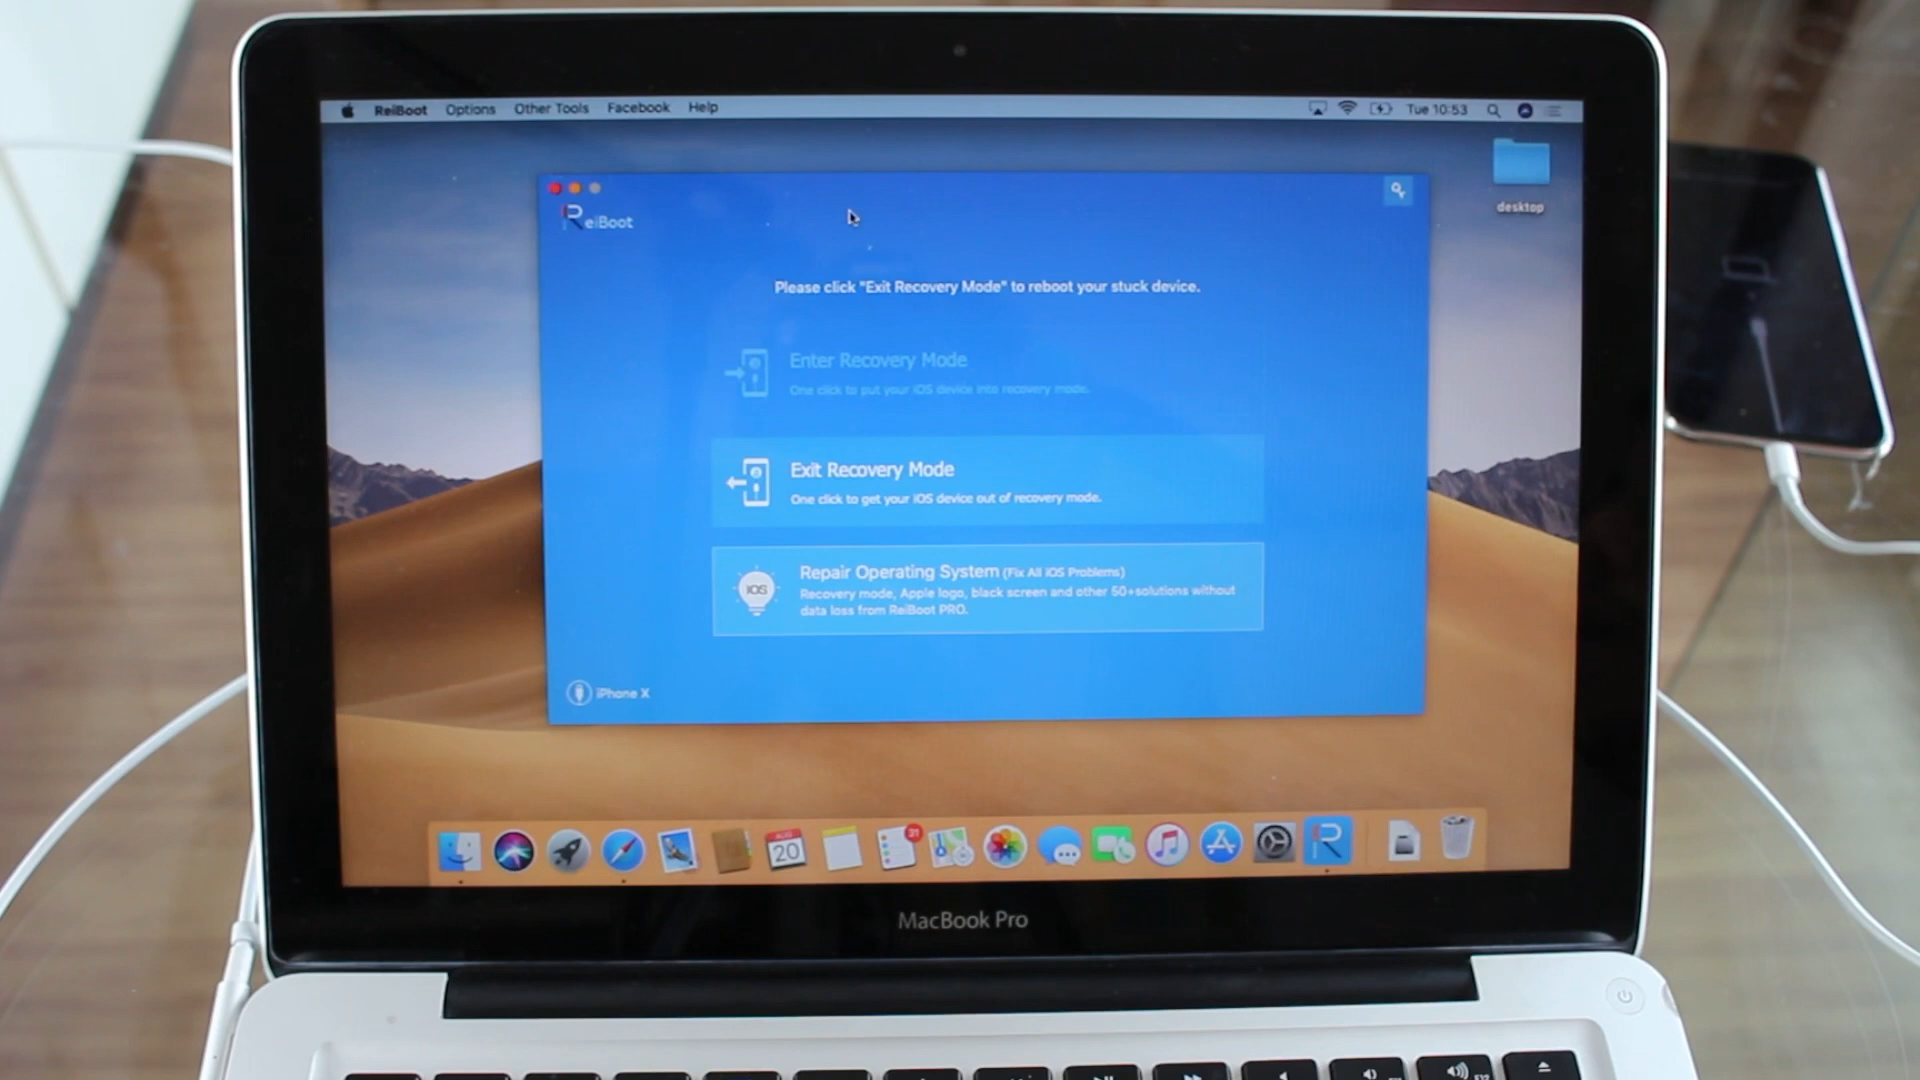 ReiBoot Options Other Tools Facebook Help Tue 10:53
desktop
ReiBoot
Please click "Exit Recovery Mode" to reboot your stuck device.
Enter Recovery Mode
One click to put your iOS device into recovery mode.
Exit Recovery Mode
One click to get your iOS device out of recovery mode.
iOS
Repair Operating System (Fix All iOS Problems)
Recovery mode, Apple logo, black screen and other 50+solutions without
data loss from ReiBoot PRO.
iPhone X
AUG
20
31
MacBook Pro